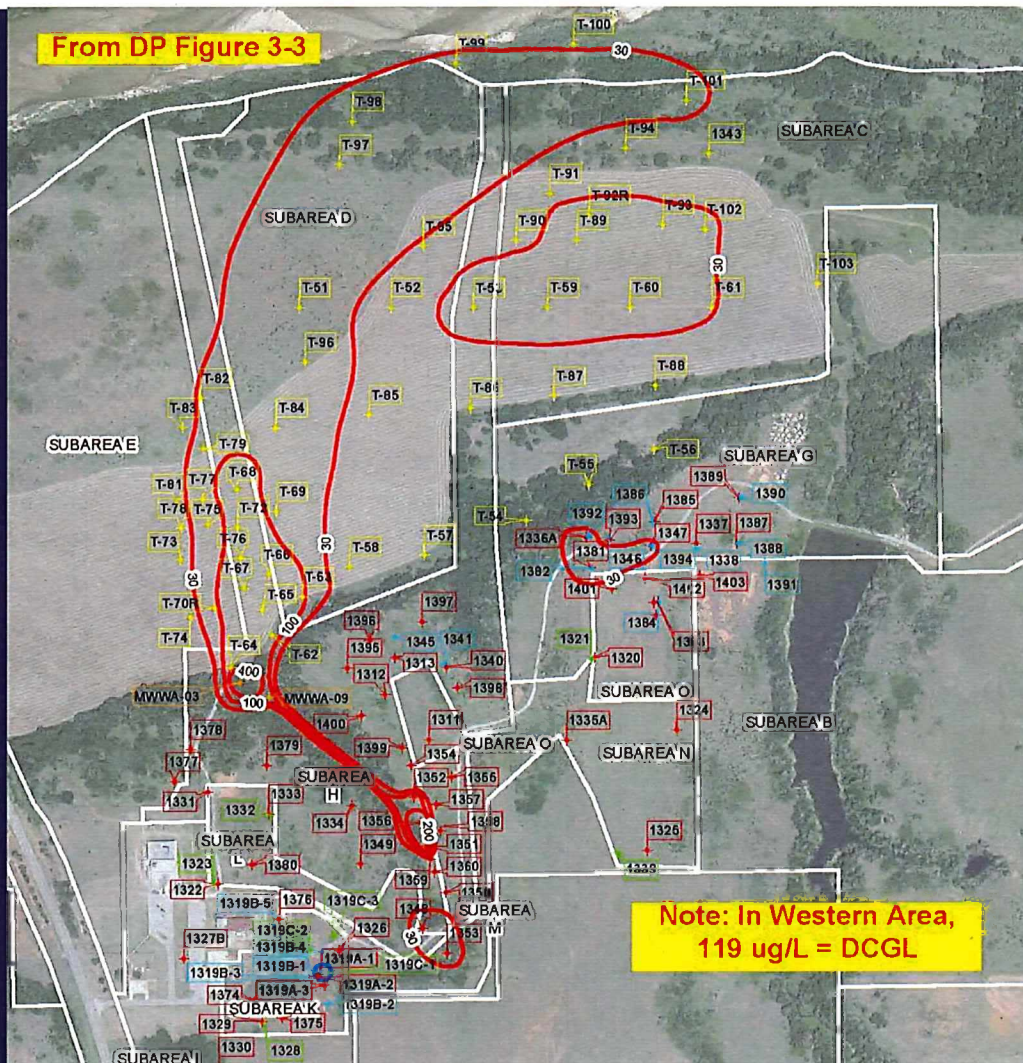 From DP Figure 3-3
T-100
T-99
30
T-101
T-98
T-94
1343
SUBAREA C
T-97
T-91
T-92R
SUBAREA D
T-90
T-89
T-93
T-102
T-95
30
T-103
T-51
T-52
T-59
T-60
T-61
T-96
T-88
T-82
T-85
T-86
T-87
T-83
T-84
SUBAREA E
T-79
T-56
SUBAREA G
T-68
T-55
1389
T-81
T-77
T-69
1386
1385
1390
T-78
T-75
T-54
1392
1393
1347
1337
1387
T-76
1336A
T-73
T-66
30
T-58
T-57
1381
1346
1394
1338
1388
T-67
T-63
1382
1391
30
T-65
1401
30
1403
T-70R
1397
1384
T-74
100
1396
1345
1341
1321
T-64
T-62
1395
1313
1340
1320
400
1312
1398
SUBAREA O
MWWA-03
100
MWWA-09
1400
1311
1324
1378
1335A
SUBAREA B
1379
1399
1354
SUBAREA O
SUBAREA N
1377
SUBAREA
H
1352
1355
1331
1333
1332
1334
1356
1357
200
SUBAREA
L
1349
1351
1325
1323
1380
1360
1322
1359
1376
1319B-5
1319C-3
SUBAREA
M
1319C-2
1326
30
1327B
1319B-4
1319A-1
1319C-1
Note: In Western Area,
119 ug/L = DCGL
1319B-3
1319B-1
1319A-3
1319A-2
1374
1319B-2
SUBAREA K
1329
1375
1330
1328
SUBAREA I